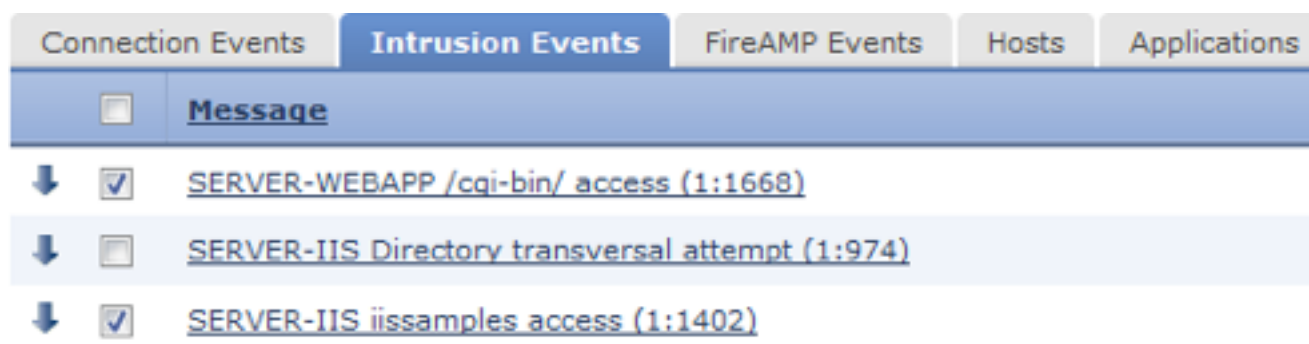 Connection Events Intrusion Events FireAMP Events Hosts Applications
Message
SERVER-WEBAPP /cgi-bin/ access (1:1668)
SERVER-IIS Directory transversal attempt (1:974)
SERVER-IIS iissamples access (1:1402)